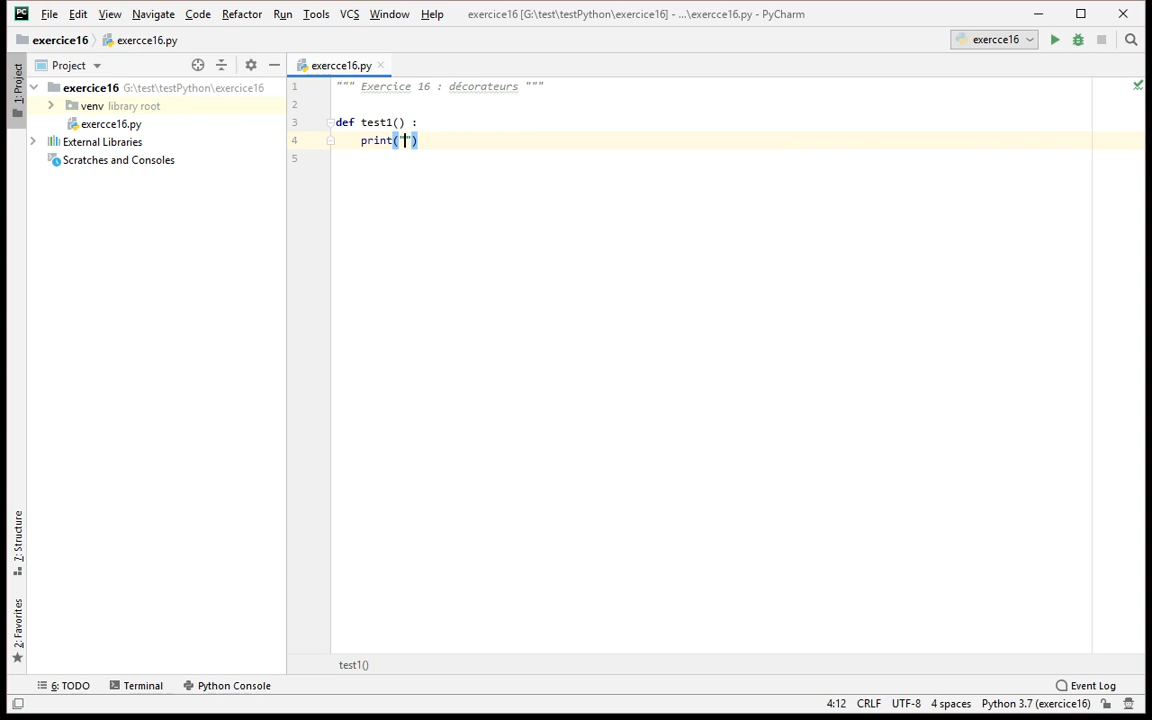 PC File Edit View Navigate Code Refactor Run Tools VCS Window Help exercice16 [G:\test\testPython\exercice16] - ...\exercce16.py - PyCharm
exercice16 exercce16.py exercce16
1: Project
Project
exercce16.py
exercice16 G:\test\testPython\exercice16
venv library root
exercce16.py
External Libraries
Scratches and Consoles
1 """ Exercice 16 : décorateurs """
2
3 def test1() :
4 print("")
5
7: Structure
2: Favorites
test1()
6: TODO Terminal Python Console Event Log
4:12 CRLF UTF-8 4 spaces Python 3.7 (exercice16)